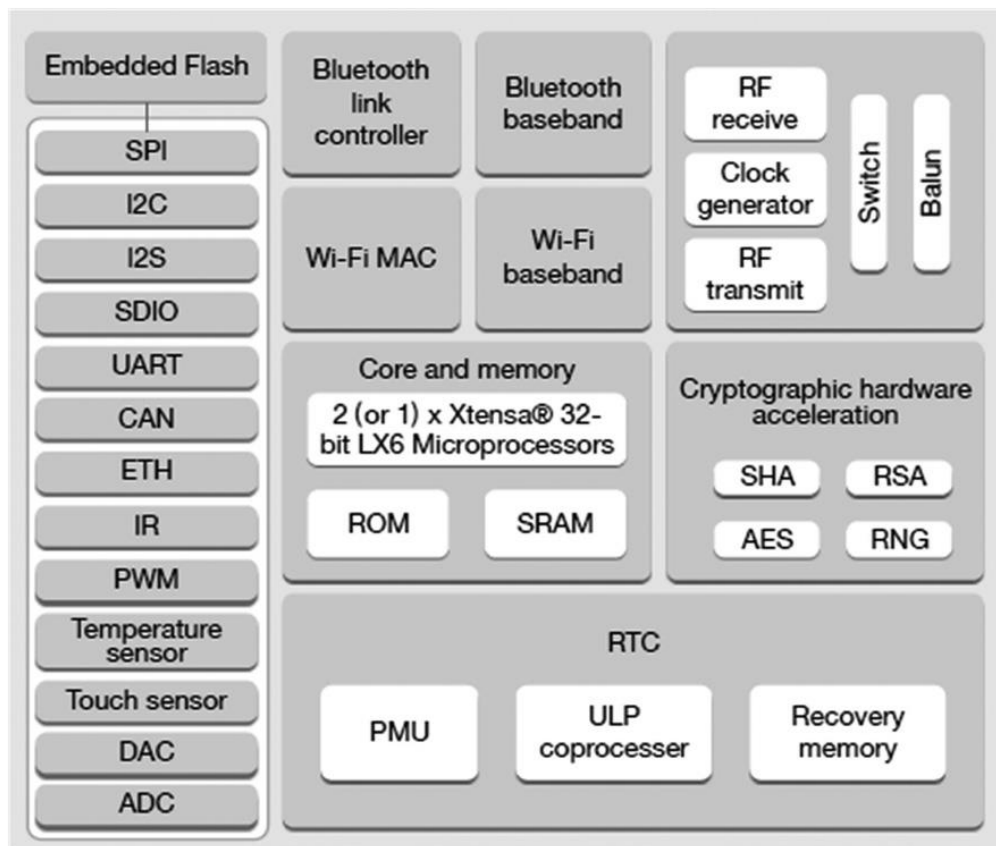 Embedded Flash
SPI
I2C
I2S
SDIO
UART
CAN
ETH
IR
PWM
Temperature
sensor
Touch sensor
DAC
ADC
Bluetooth
link
controller
Bluetooth
baseband
Wi-Fi MAC
Wi-Fi
baseband
RF
receive
Clock
generator
RF
transmit
Switch
Balun
Core and memory
2 (or 1) x Xtensa® 32-
bit LX6 Microprocessors
ROM
SRAM
Cryptographic hardware
acceleration
SHA
RSA
AES
RNG
RTC
PMU
ULP
coprocesser
Recovery
memory